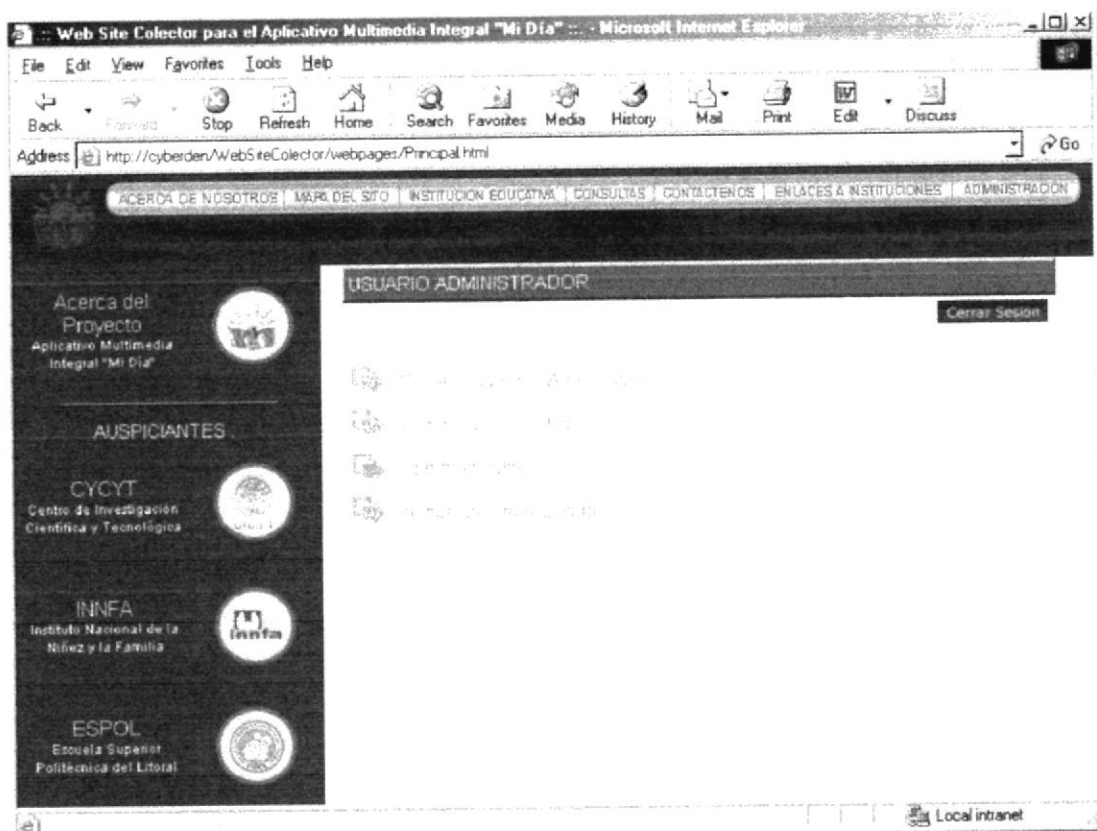 ::: Web Site Colector para el Aplicativo Multimedia Integral "Mi Día" ::: - Microsoft Internet Explorer
File Edit View Favorites Tools Help
Back Forward Stop Refresh Home Search Favorites Media History Mail Print Edit Discuss
Address http://cyberden/WebSiteColector/webpages/Principal.html Go
ACERCA DE NOSOTROS | MAPA DEL SITO | INSTITUCION EDUCATIVA | CONSULTAS | CONTACTENOS | ENLACES A INSTITUCIONES | ADMINISTRACION
USUARIO ADMINISTRADOR
Cerrar Sesión
Acerca del
Proyecto
Aplicativo Multimedia
Integral "Mi Día"
AUSPICIANTES
CYCYT
Centro de Investigación
Científica y Tecnológica
INNFA
Instituto Nacional de la
Niñez y la Familia
innfa
ESPOL
Escuela Superior
Politécnica del Litoral
Local intranet